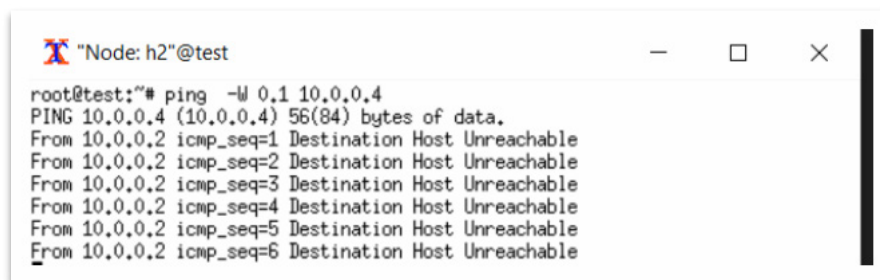 "Node: h2"@test
root@test:~# ping  -W 0.1 10.0.0.4
PING 10.0.0.4 (10.0.0.4) 56(84) bytes of data.
From 10.0.0.2 icmp_seq=1 Destination Host Unreachable
From 10.0.0.2 icmp_seq=2 Destination Host Unreachable
From 10.0.0.2 icmp_seq=3 Destination Host Unreachable
From 10.0.0.2 icmp_seq=4 Destination Host Unreachable
From 10.0.0.2 icmp_seq=5 Destination Host Unreachable
From 10.0.0.2 icmp_seq=6 Destination Host Unreachable